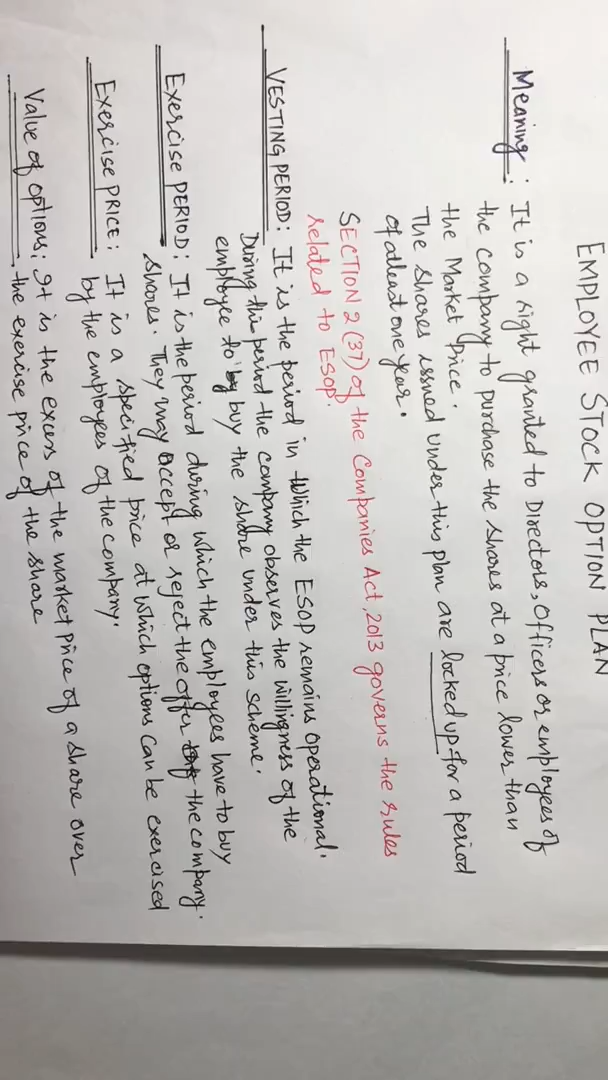 EMPLOYEE STOCK OPTION PLAN
Meaning: It is a right granted to Directors, Officers or employees of
the company to purchase the shares at a price lower than
the Market Price.
The shares issued under this plan are locked up for a period
of atleast one year.
SECTION 2 (37) of the Companies Act, 2013 governs the rules
related to ESOP.
VESTING PERIOD: It is the period in which the ESOP remains operational.
During this period the company observes the willingness of the
employee to buy the share under this scheme.
Exercise PERIOD: It is the period during which the employees have to buy
shares. They may accept or reject the offer of the company.
Exercise PRICE: It is a specified price at which options can be exercised
by the employees of the company.
Value of options: It is the excess of the market price of a share over
the exercise price of the share